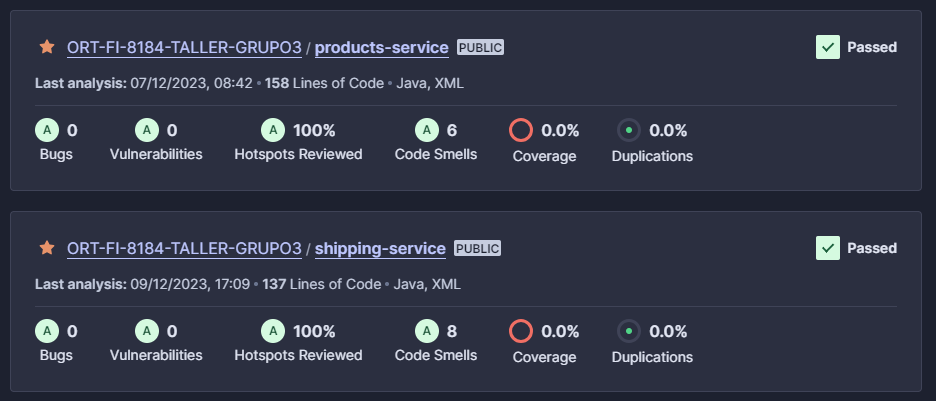 ORT-FI-8184-TALLER-GRUPO3 / products-service PUBLIC Passed
Last analysis: 07/12/2023, 08:42 • 158 Lines of Code • Java, XML
A 0 A 0 A 100% A 6 0.0% 0.0%
Bugs Vulnerabilities Hotspots Reviewed Code Smells Coverage Duplications
ORT-FI-8184-TALLER-GRUPO3 / shipping-service PUBLIC Passed
Last analysis: 09/12/2023, 17:09 • 137 Lines of Code • Java, XML
A 0 A 0 A 100% A 8 0.0% 0.0%
Bugs Vulnerabilities Hotspots Reviewed Code Smells Coverage Duplications